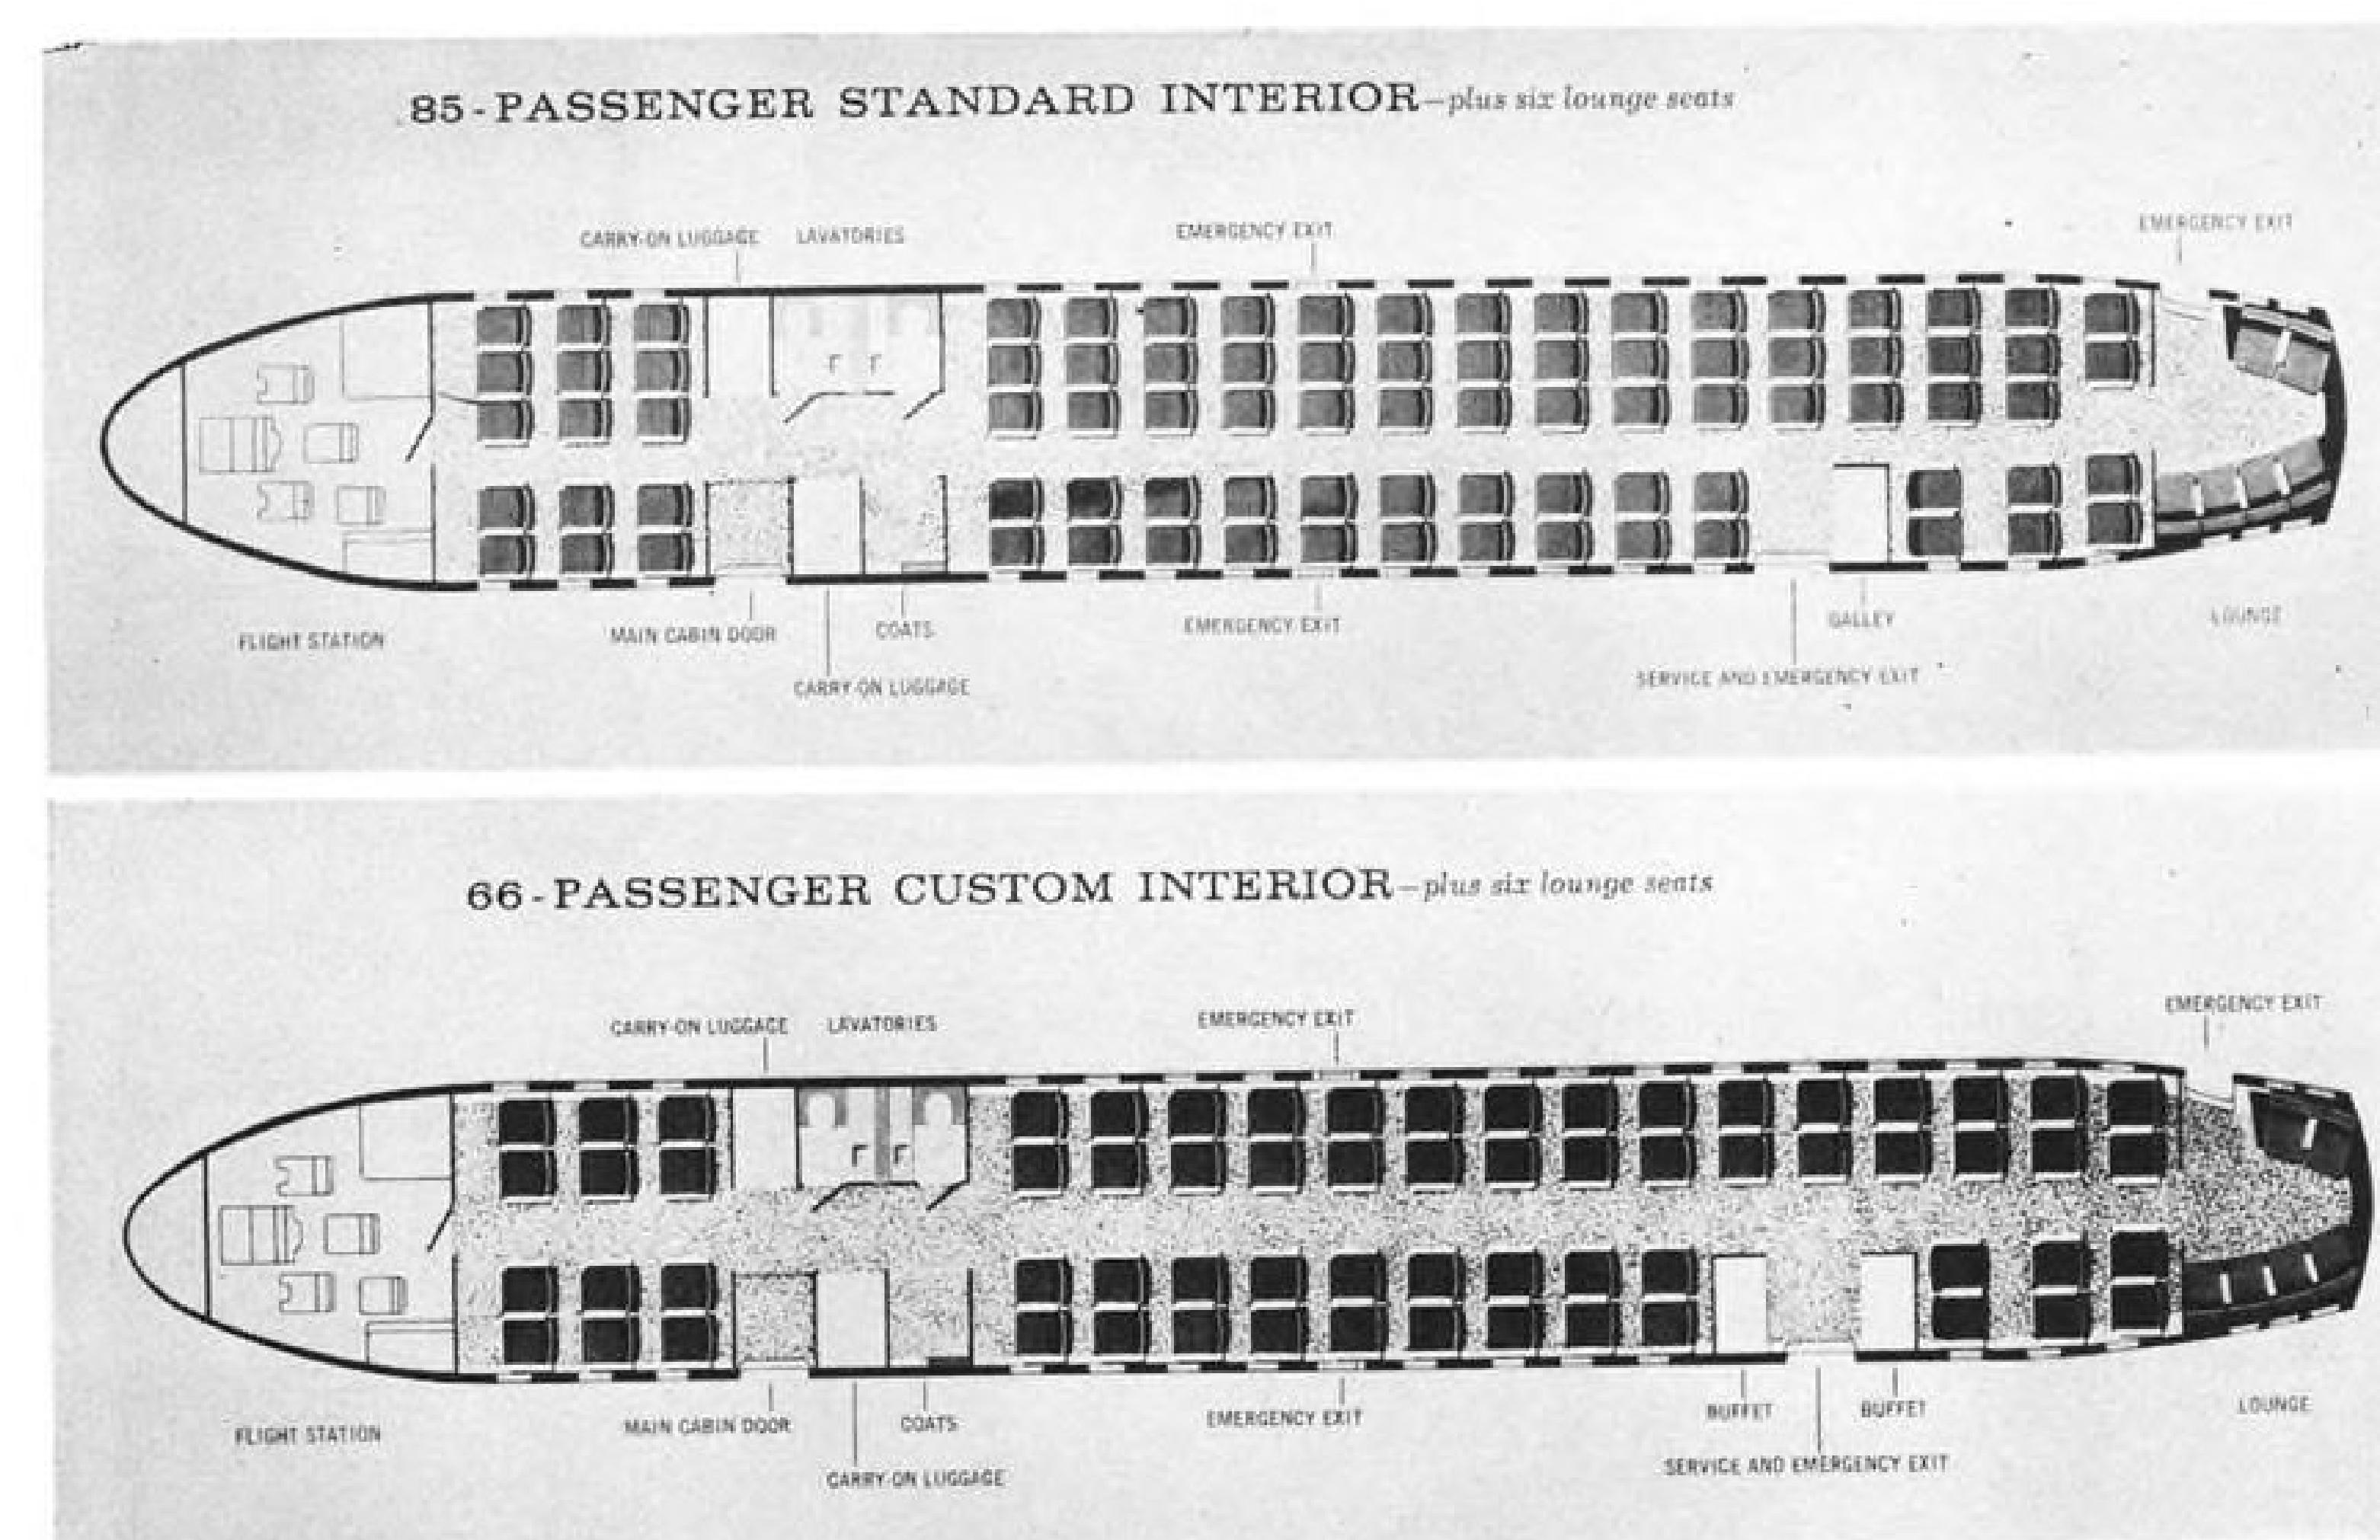 85-PASSENGER STANDARD INTERIOR—plus six lounge seats
CARRY-ON LUGGAGE LAVATORIES EMERGENCY EXIT EMERGENCY EXIT
FLIGHT STATION MAIN CABIN DOOR COATS EMERGENCY EXIT GALLEY LOUNGE
CARRY-ON LUGGAGE SERVICE AND EMERGENCY EXIT
66-PASSENGER CUSTOM INTERIOR—plus six lounge seats
CARRY-ON LUGGAGE LAVATORIES EMERGENCY EXIT EMERGENCY EXIT
FLIGHT STATION MAIN CABIN DOOR COATS EMERGENCY EXIT BUFFET BUFFET LOUNGE
CARRY-ON LUGGAGE SERVICE AND EMERGENCY EXIT